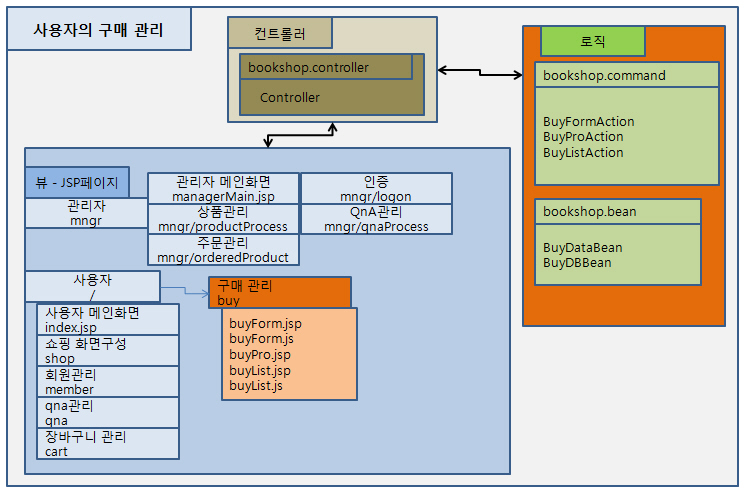 사용자의 구매 관리
컨트롤러
bookshop.controller
Controller
로직
bookshop.command
BuyFormAction
BuyProAction
BuyListAction
bookshop.bean
BuyDataBean
BuyDBBean
뷰 - JSP페이지
관리자
mngr
관리자 메인화면
managerMain.jsp
인증
mngr/logon
상품관리
mngr/productProcess
QnA관리
mngr/qnaProcess
주문관리
mngr/orderedProduct
사용자
/
사용자 메인화면
index.jsp
쇼핑 화면구성
shop
회원관리
member
qna관리
qna
장바구니 관리
cart
구매 관리
buy
buyForm.jsp
buyForm.js
buyPro.jsp
buyList.jsp
buyList.js